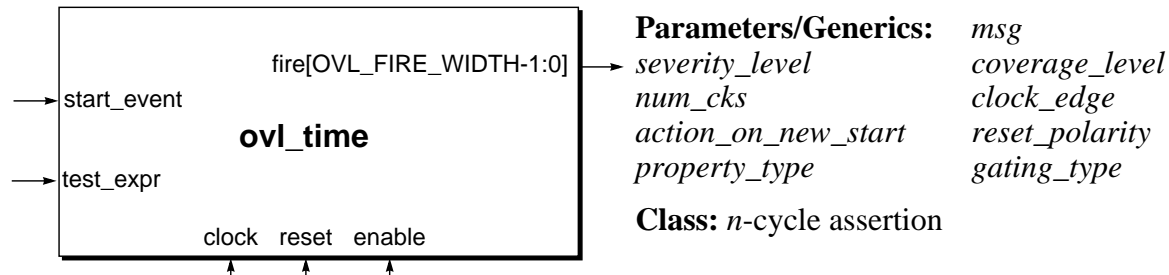 fire[OVL_FIRE_WIDTH-1:0]
start_event
ovl_time
test_expr
clock reset enable
Parameters/Generics: msg
severity_level coverage_level
num_cks clock_edge
action_on_new_start reset_polarity
property_type gating_type
Class: n-cycle assertion